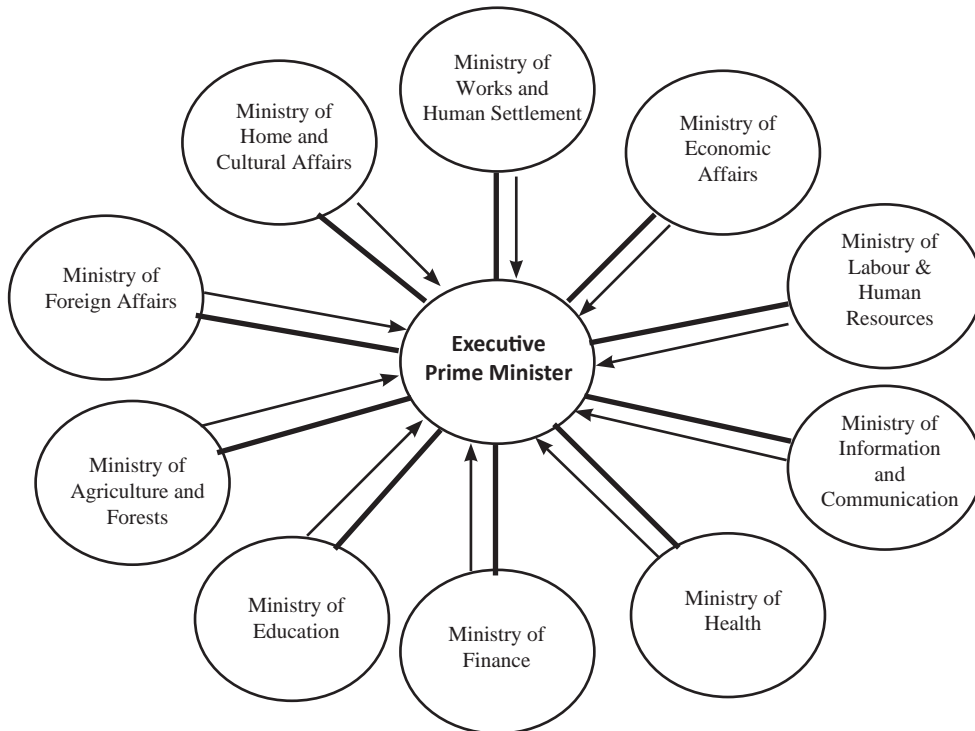 Ministry of
Works and
Human Settlement
Ministry of
Home and
Cultural Affairs
Ministry of
Economic
Affairs
Ministry of
Foreign Affairs
Ministry of
Labour &
Human
Resources
Executive
Prime Minister
Ministry of
Agriculture and
Forests
Ministry of
Information
and
Communication
Ministry of
Education
Ministry of
Finance
Ministry of
Health